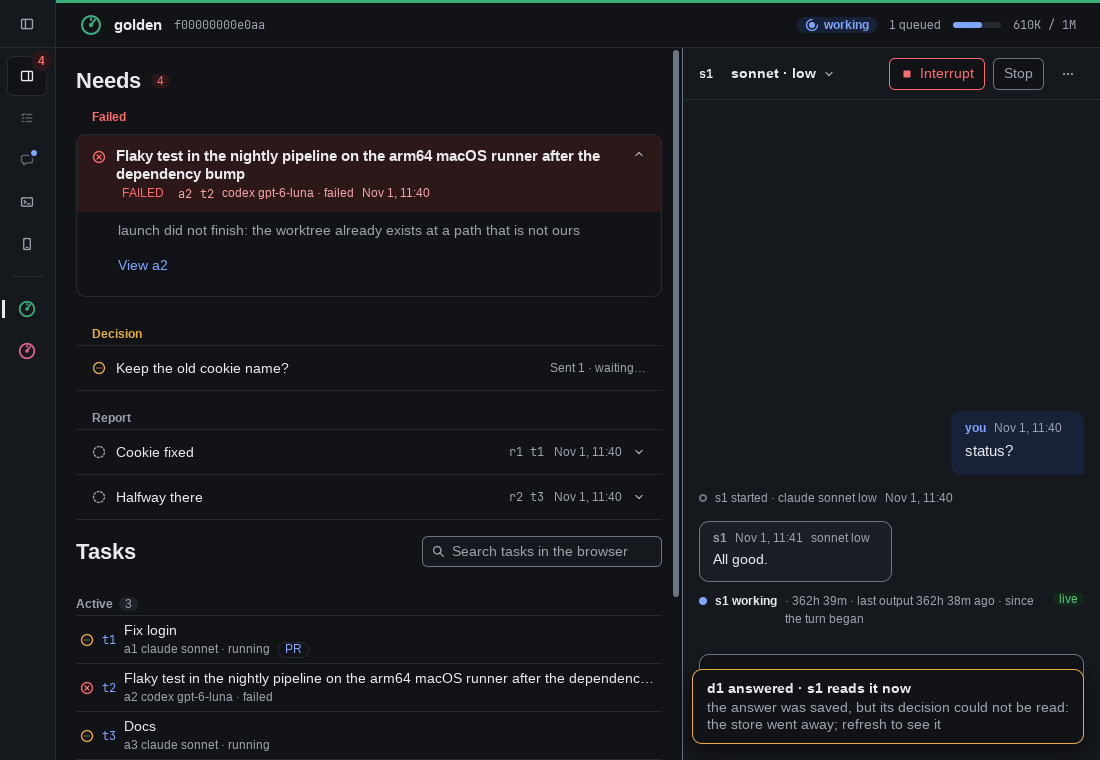 golden f00000000e0aa
working 1 queued 610K / 1M
4
Needs 4
Failed
Flaky test in the nightly pipeline on the arm64 macOS runner after the
dependency bump
FAILED a2 t2 codex gpt-6-luna · failed Nov 1, 11:40
launch did not finish: the worktree already exists at a path that is not ours
View a2
Decision
Keep the old cookie name? Sent 1 · waiting…
Report
Cookie fixed r1 t1 Nov 1, 11:40
Halfway there r2 t3 Nov 1, 11:40
Tasks Search tasks in the browser
Active 3
t1 Fix login
a1 claude sonnet · running PR
t2 Flaky test in the nightly pipeline on the arm64 macOS runner after the dependenc…
a2 codex gpt-6-luna · failed
t3 Docs
a3 claude sonnet · running
s1 sonnet · low Interrupt Stop
you Nov 1, 11:40
status?
s1 started · claude sonnet low Nov 1, 11:40
s1 Nov 1, 11:41 sonnet low
All good.
s1 working · 362h 39m · last output 362h 38m ago · since
the turn began
live
d1 answered · s1 reads it now
the answer was saved, but its decision could not be read:
the store went away; refresh to see it